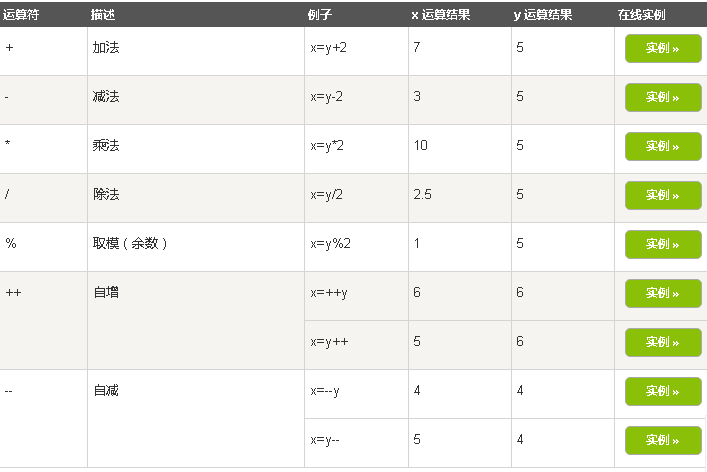 运算符 描述 例子 x 运算结果 y 运算结果 在线实例
+ 加法 x=y+2 7 5 实例 »
- 减法 x=y-2 3 5 实例 »
* 乘法 x=y*2 10 5 实例 »
/ 除法 x=y/2 2.5 5 实例 »
% 取模（余数） x=y%2 1 5 实例 »
++ 自增 x=++y 6 6 实例 »
x=y++ 5 6 实例 »
-- 自减 x=--y 4 4 实例 »
x=y-- 5 4 实例 »